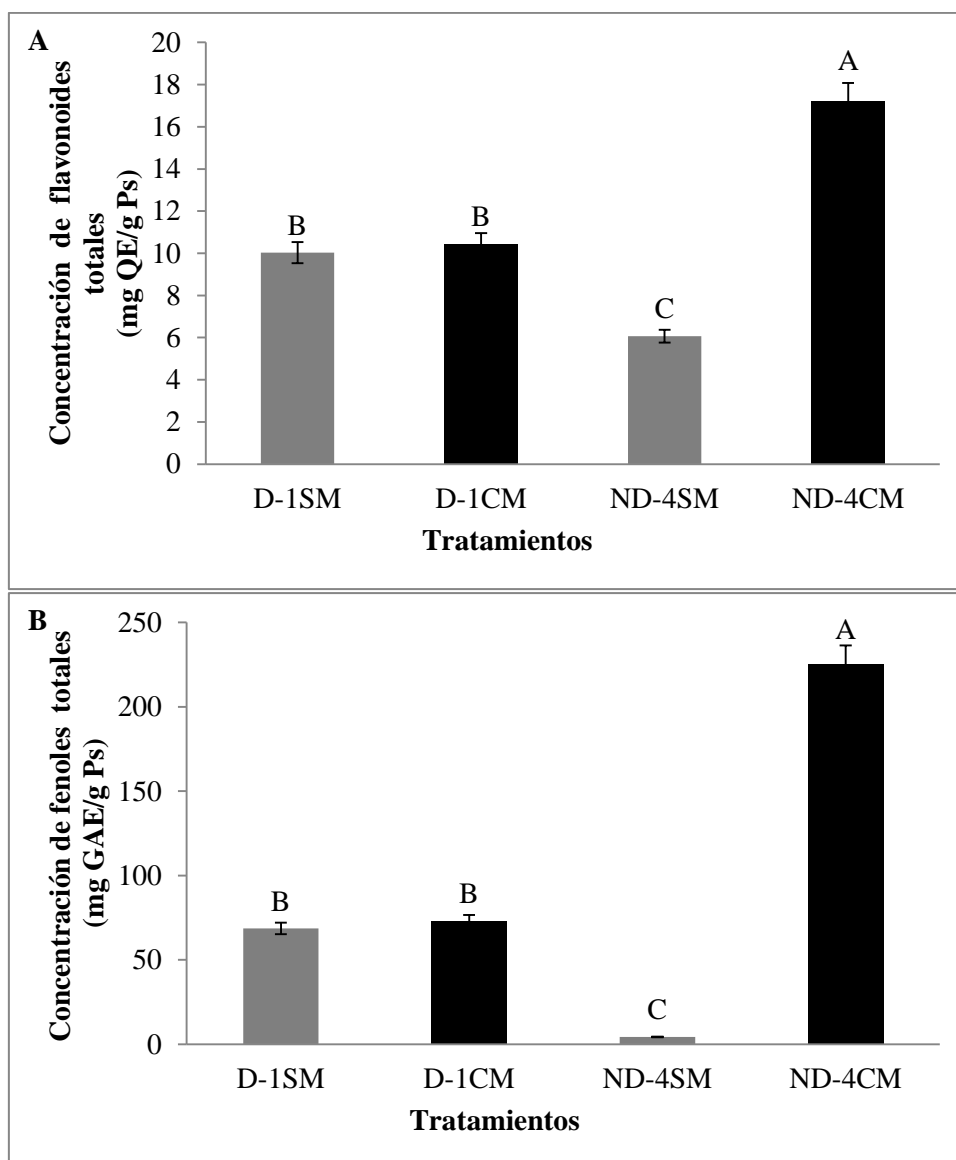 A
Concentración de flavonoides
totales
(mg QE/g Ps)
20
18
16
14
12
10
8
6
4
2
0
B
B
C
A
D-1SM D-1CM ND-4SM ND-4CM
Tratamientos
B
Concentración de fenoles totales
(mg GAE/g Ps)
250
200
150
100
50
0
B
B
C
A
D-1SM D-1CM ND-4SM ND-4CM
Tratamientos